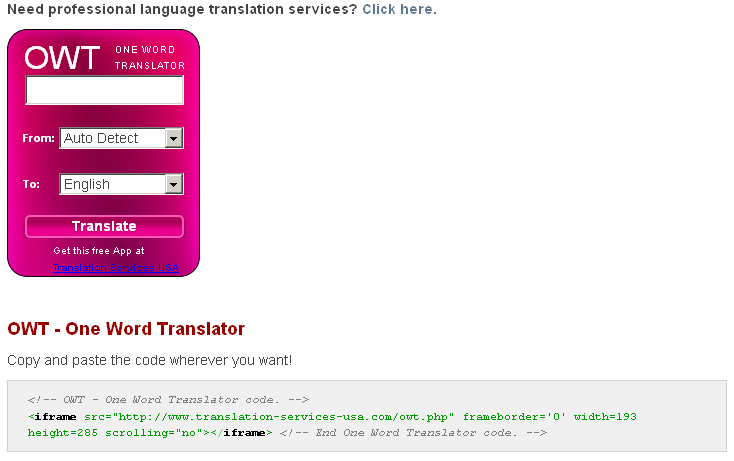 Need professional language translation services? Click here.
OWT ONE WORD TRANSLATOR
From: Auto Detect
To: English
Translate
Get this free App at
Translation Services USA
OWT - One Word Translator
Copy and paste the code wherever you want!
<!-- OWT - One Word Translator code. -->
<iframe src="http://www.translation-services-usa.com/owt.php" frameborder='0' width=193
height=285 scrolling="no"></iframe> <!-- End One Word Translator code. -->